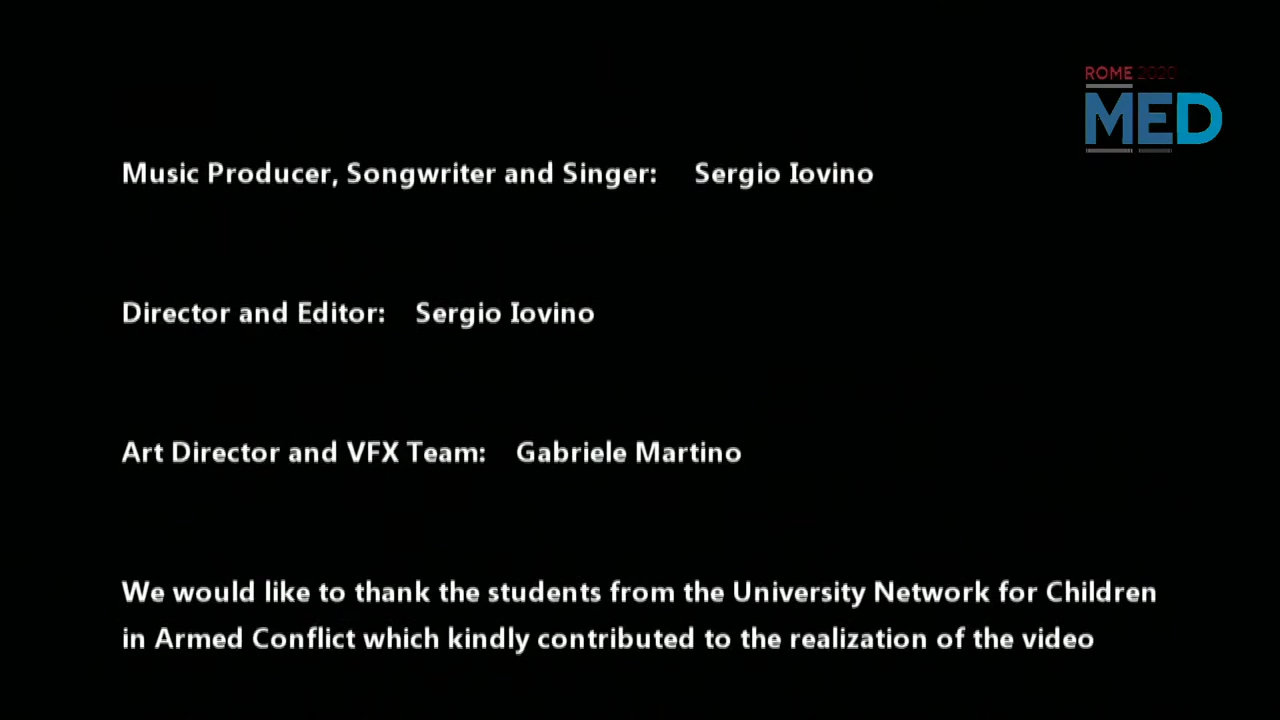 ROME 2020
MED
Music Producer, Songwriter and Singer: Sergio Iovino
Director and Editor: Sergio Iovino
Art Director and VFX Team: Gabriele Martino
We would like to thank the students from the University Network for Children
in Armed Conflict which kindly contributed to the realization of the video